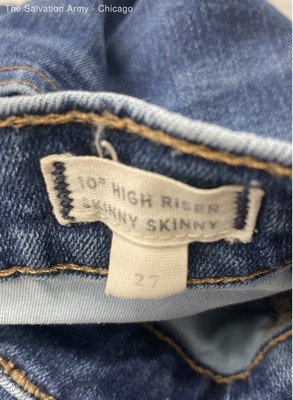 The Salvation Army - Chicago
10" HIGH RISER
SKINNY SKINNY
27